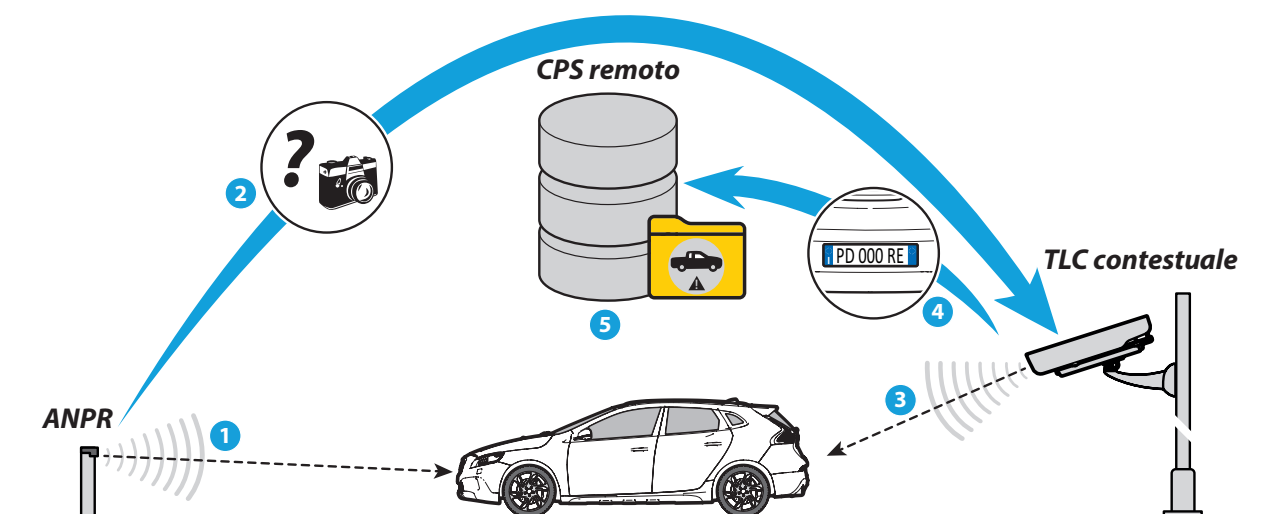 CPS remoto
?
2
I PD 000 RE
TLC contestuale
4
5
3
ANPR
1